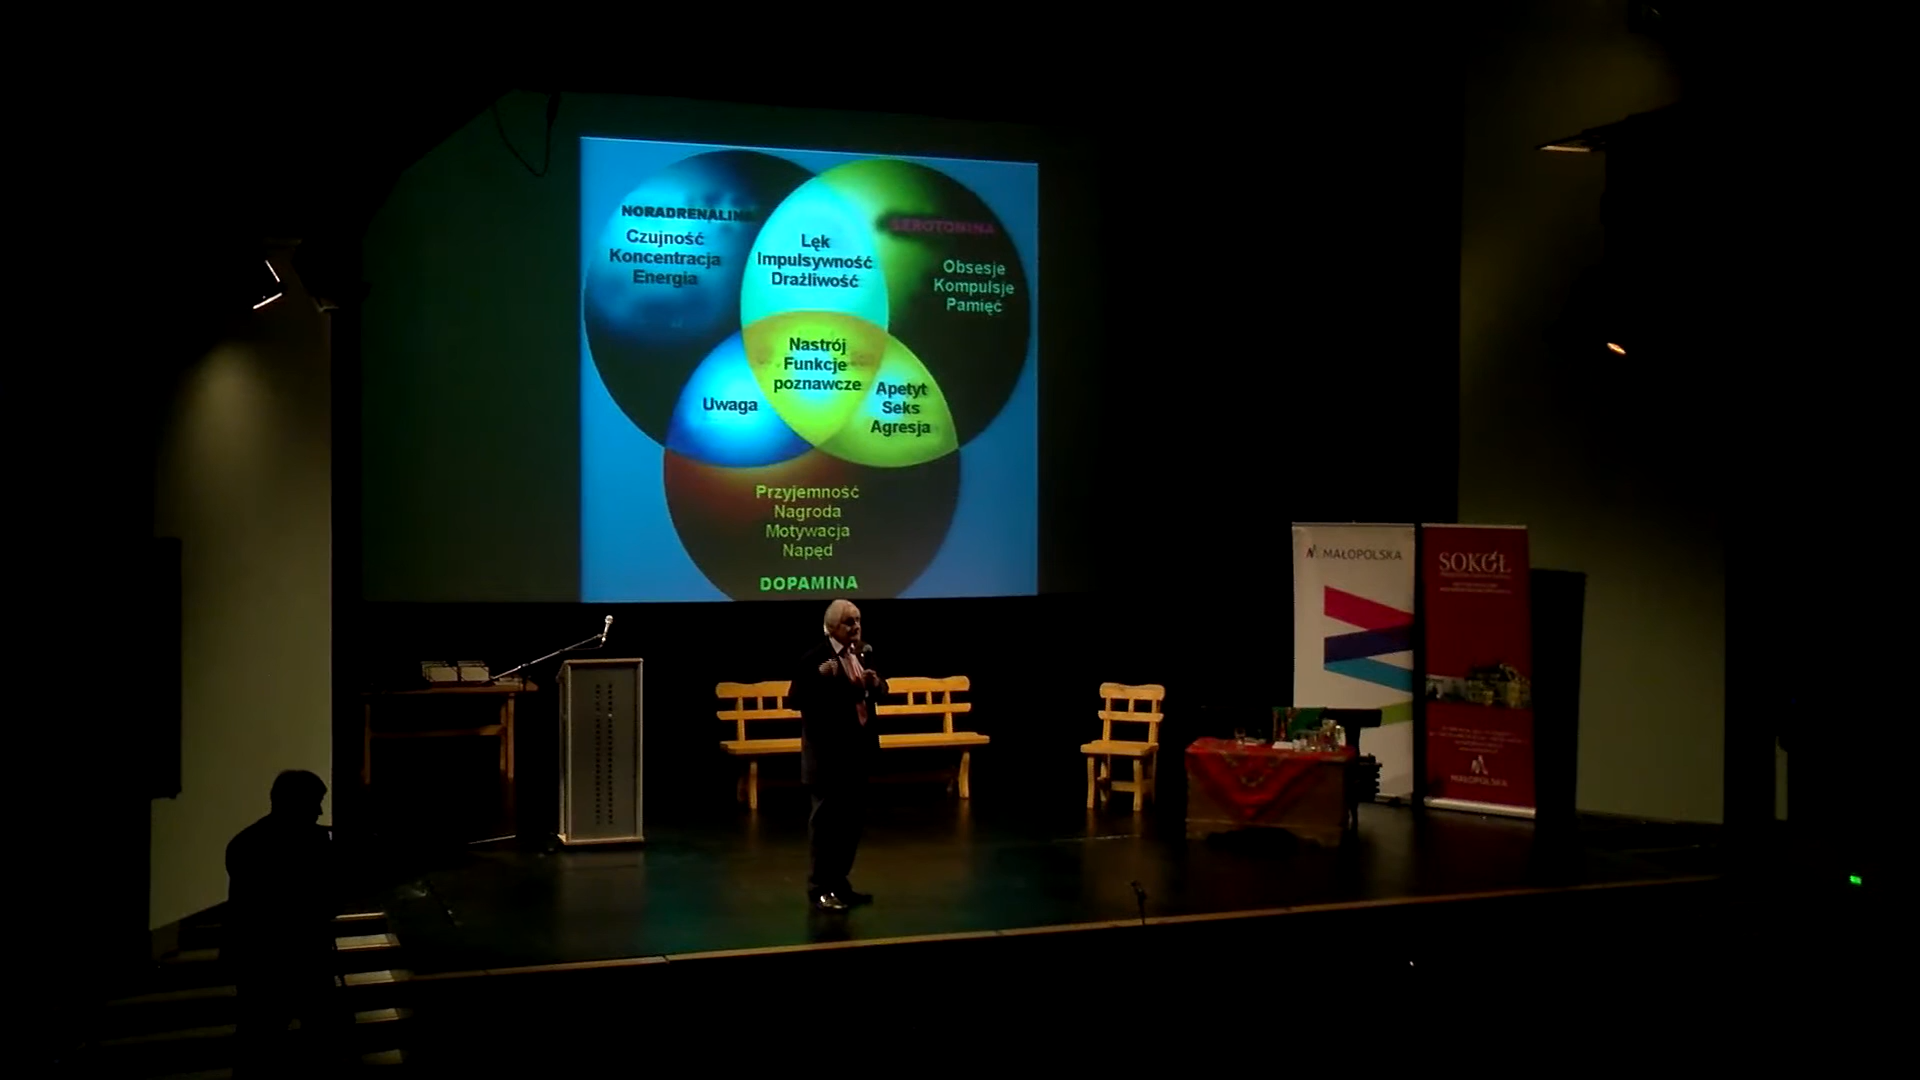 NORADRENALINA
Czujność
Koncentracja
Energia
Lęk
Impulsywność
Drażliwość
SEROTONINA
Obsesje
Kompulsje
Pamięć
Nastrój
Funkcje
poznawcze
Uwaga
Apetyt
Seks
Agresja
Przyjemność
Nagroda
Motywacja
Napęd
DOPAMINA
MAŁOPOLSKA
SOKÓŁ
MAŁOPOLSKA